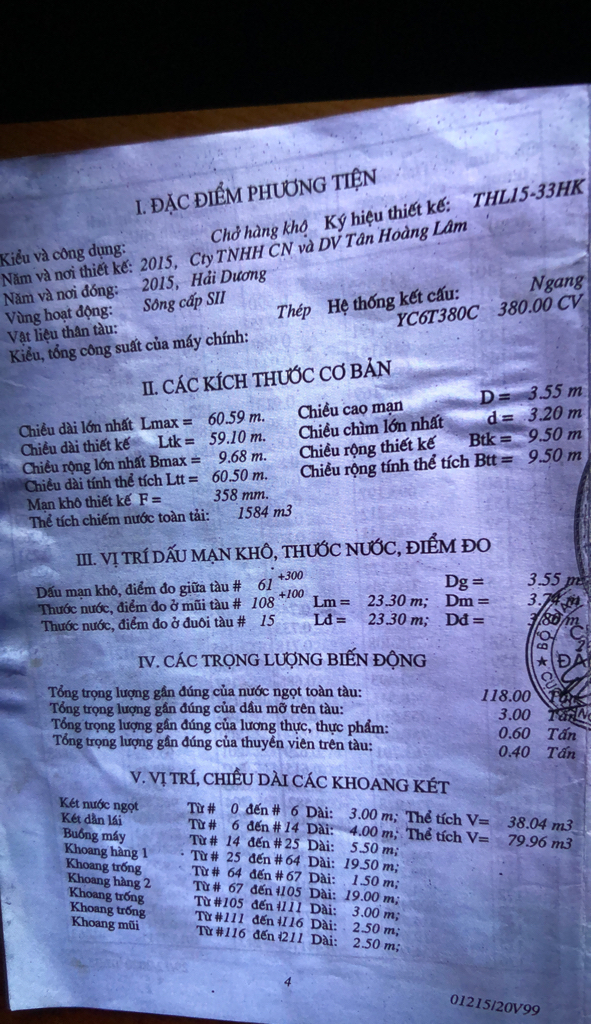 I. ĐẶC ĐIỂM PHƯƠNG TIỆN
Kiểu và công dụng: Chở hàng khô Ký hiệu thiết kế: THL15-33HK
Năm và nơi thiết kế: 2015, Cty TNHH CN và DV Tân Hoàng Lâm
Năm và nơi đóng: 2015, Hải Dương
Vùng hoạt động: Sông cấp SII
Vật liệu thân tàu: Thép Hệ thống kết cấu: Ngang
Kiểu, tổng công suất của máy chính: YC6T380C 380.00 CV
II. CÁC KÍCH THƯỚC CƠ BẢN
Chiều dài lớn nhất Lmax = 60.59 m. Chiều cao mạn D = 3.55 m
Chiều dài thiết kế Ltk = 59.10 m. Chiều chìm lớn nhất d = 3.20 m
Chiều rộng lớn nhất Bmax = 9.68 m. Chiều rộng thiết kế Btk = 9.50 m
Chiều dài tính thể tích Ltt = 60.50 m. Chiều rộng tính thể tích Btt = 9.50 m
Mạn khô thiết kế F = 358 mm.
Thể tích chiếm nước toàn tải: 1584 m3
III. VỊ TRÍ DẤU MẠN KHÔ, THƯỚC NƯỚC, ĐIỂM ĐO
Dấu mạn khô, điểm đo giữa tàu # 61 +300 Dg = 3.55 m
Thước nước, điểm đo ở mũi tàu # 108 +100 Lm = 23.30 m; Dm = 3.74 m
Thước nước, điểm đo ở đuôi tàu # 15 Lđ = 23.30 m; Dđ = m
IV. CÁC TRỌNG LƯỢNG BIẾN ĐỘNG
Tổng trọng lượng gần đúng của nước ngọt toàn tàu: 118.00 Tấn
Tổng trọng lượng gần đúng của dầu mỡ trên tàu: 3.00 Tấn
Tổng trọng lượng gần đúng của lương thực, thực phẩm: 0.60 Tấn
Tổng trọng lượng gần đúng của thuyền viên trên tàu: 0.40 Tấn
V. VỊ TRÍ, CHIỀU DÀI CÁC KHOANG KÉT
Két nước ngọt Từ # 0 đến # 6 Dài: 3.00 m; Thể tích V= 38.04 m3
Két dằn lái Từ # 6 đến # 14 Dài: 4.00 m; Thể tích V= 79.96 m3
Buồng máy Từ # 14 đến # 25 Dài: 5.50 m;
Khoang hàng 1 Từ # 25 đến # 64 Dài: 19.50 m;
Khoang trống Từ # 64 đến # 67 Dài: 1.50 m;
Khoang hàng 2 Từ # 67 đến #105 Dài: 19.00 m;
Khoang trống Từ #105 đến #111 Dài: 3.00 m;
Khoang trống Từ #111 đến #116 Dài: 2.50 m;
Khoang mũi Từ #116 đến #211 Dài: 2.50 m;
4
01215/20V99